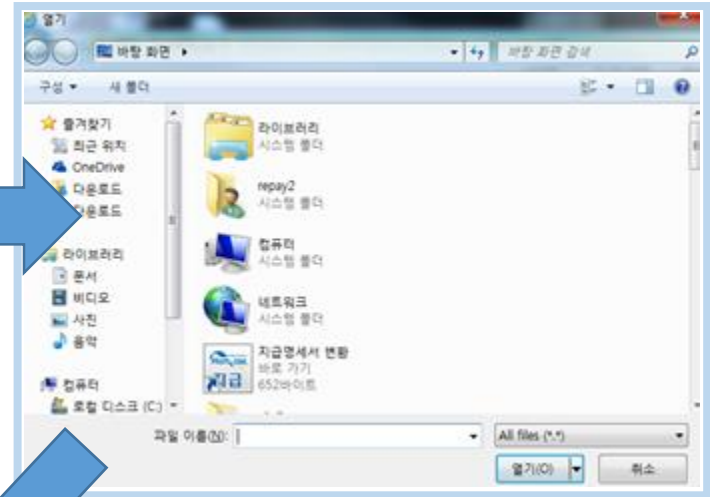 열기
바탕 화면
바탕 화면 검색
구성
새 폴더
즐겨찾기
최근 위치
OneDrive
다운로드
다운로드
라이브러리
문서
비디오
사진
음악
컴퓨터
로컬 디스크 (C:)
라이브러리
시스템 폴더
repay2
시스템 폴더
컴퓨터
시스템 폴더
네트워크
시스템 폴더
지급명세서 변환
바로 가기
652바이트
지급
파일 이름(N):
All files (*.*)
열기(O)
취소